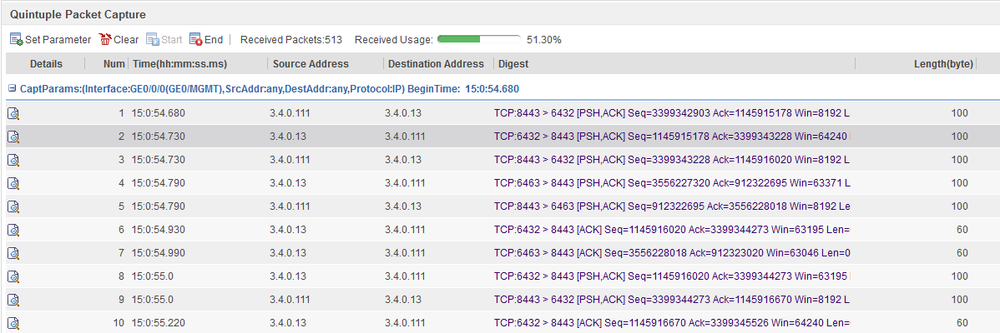 Quintuple Packet Capture
Set Parameter Clear Start End Received Packets:513 Received Usage: 51.30%
Details Num Time(hh:mm:ss.ms) Source Address Destination Address Digest Length(byte)
CaptParams:(Interface:GE0/0/0(GE0/MGMT),SrcAddr:any,DestAddr:any,Protocol:IP) BeginTime: 15:0:54.680
1 15:0:54.680 3.4.0.111 3.4.0.13 TCP:8443 > 6432 [PSH,ACK] Seq=3399342903 Ack=1145915178 Win=8192 L 100
2 15:0:54.730 3.4.0.13 3.4.0.111 TCP:6432 > 8443 [PSH,ACK] Seq=1145915178 Ack=3399343228 Win=64240 100
3 15:0:54.730 3.4.0.111 3.4.0.13 TCP:8443 > 6432 [PSH,ACK] Seq=3399343228 Ack=1145916020 Win=8192 L 100
4 15:0:54.790 3.4.0.13 3.4.0.111 TCP:6463 > 8443 [PSH,ACK] Seq=3556227320 Ack=912322695 Win=63371 L 100
5 15:0:54.790 3.4.0.111 3.4.0.13 TCP:8443 > 6463 [PSH,ACK] Seq=912322695 Ack=3556228018 Win=8192 Le 100
6 15:0:54.930 3.4.0.13 3.4.0.111 TCP:6432 > 8443 [ACK] Seq=1145916020 Ack=3399344273 Win=63195 Len= 60
7 15:0:54.990 3.4.0.13 3.4.0.111 TCP:6463 > 8443 [ACK] Seq=3556228018 Ack=912323020 Win=63046 Len=0 60
8 15:0:55.0 3.4.0.13 3.4.0.111 TCP:6432 > 8443 [PSH,ACK] Seq=1145916020 Ack=3399344273 Win=63195 100
9 15:0:55.0 3.4.0.111 3.4.0.13 TCP:8443 > 6432 [PSH,ACK] Seq=3399344273 Ack=1145916670 Win=8192 L 100
10 15:0:55.220 3.4.0.13 3.4.0.111 TCP:6432 > 8443 [ACK] Seq=1145916670 Ack=3399345526 Win=64240 Len= 60